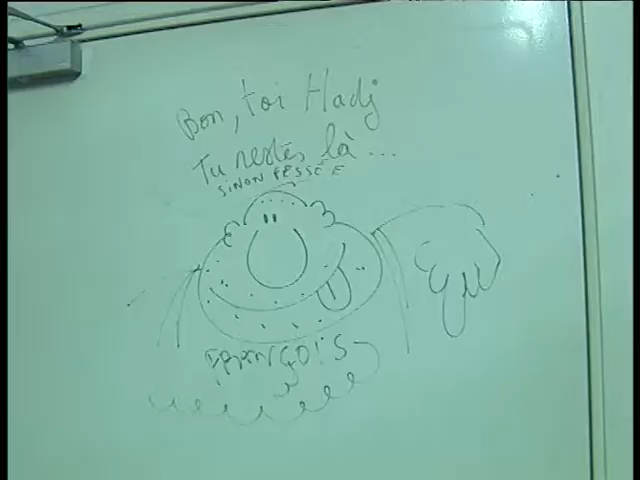 Bon, toi Hadj
Tu restes là ...
SINON FESSÉE
FRANÇOIS